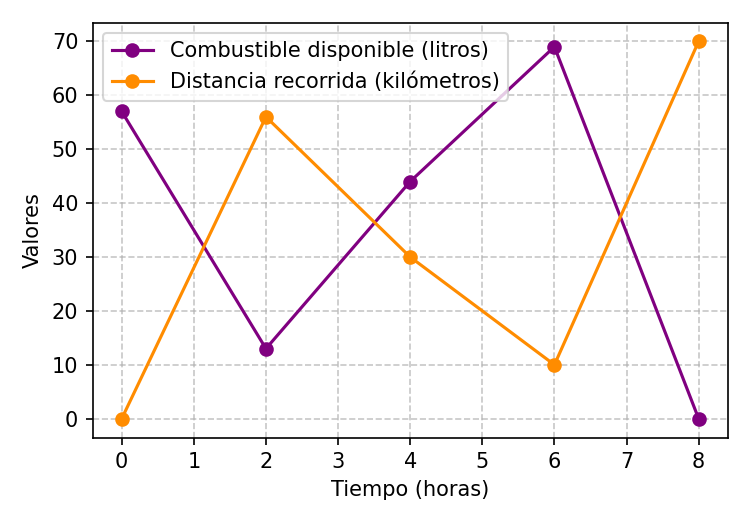 Combustible disponible (litros)
Distancia recorrida (kilómetros)
Valores
70
60
50
40
30
20
10
0
0 1 2 3 4 5 6 7 8
Tiempo (horas)